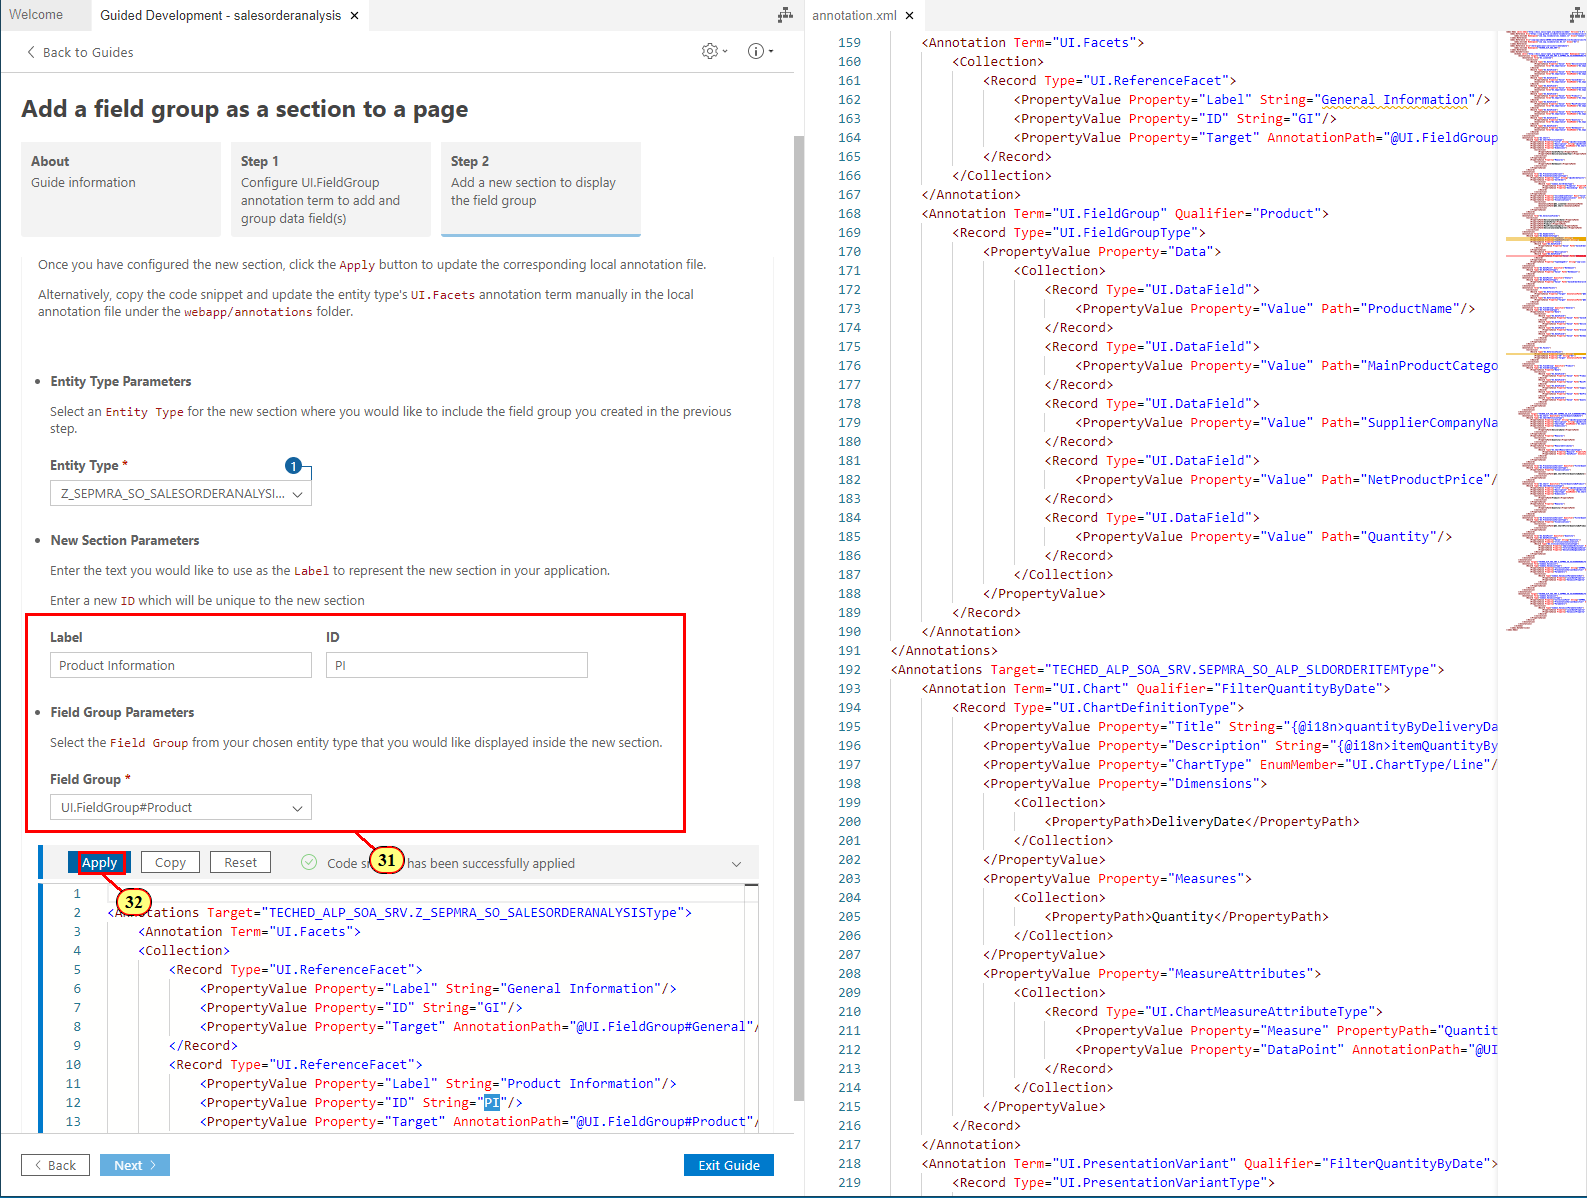 Welcome
Guided Development - salesorderanalysis ×
Back to Guides
Add a field group as a section to a page
About
Guide information
Step 1
Configure UI.FieldGroup
annotation term to add and
group data field(s)
Step 2
Add a new section to display
the field group
Once you have configured the new section, click the Apply button to update the corresponding local annotation file.
Alternatively, copy the code snippet and update the entity type's UI.Facets annotation term manually in the local
annotation file under the webapp/annotations folder.
• Entity Type Parameters
Select an Entity Type for the new section where you would like to include the field group you created in the previous
step.
Entity Type *
1
Z_SEPMRA_SO_SALESORDERANALYSI...
• New Section Parameters
Enter the text you would like to use as the Label to represent the new section in your application.
Enter a new ID which will be unique to the new section
Label ID
Product Information PI
• Field Group Parameters
Select the Field Group from your chosen entity type that you would like displayed inside the new section.
Field Group *
UI.FieldGroup#Product
31
Apply Copy Reset Code s has been successfully applied
32
1
2 <A tations Target="TECHED_ALP_SOA_SRV.Z_SEPMRA_SO_SALESORDERANALYSISType">
3 <Annotation Term="UI.Facets">
4 <Collection>
5 <Record Type="UI.ReferenceFacet">
6 <PropertyValue Property="Label" String="General Information"/>
7 <PropertyValue Property="ID" String="GI"/>
8 <PropertyValue Property="Target" AnnotationPath="@UI.FieldGroup#General"/
9 </Record>
10 <Record Type="UI.ReferenceFacet">
11 <PropertyValue Property="Label" String="Product Information"/>
12 <PropertyValue Property="ID" String="PI"/>
13 <PropertyValue Property="Target" AnnotationPath="@UI.FieldGroup#Product"/
Back Next Exit Guide
annotation.xml ×
159 <Annotation Term="UI.Facets">
160 <Collection>
161 <Record Type="UI.ReferenceFacet">
162 <PropertyValue Property="Label" String="General Information"/>
163 <PropertyValue Property="ID" String="GI"/>
164 <PropertyValue Property="Target" AnnotationPath="@UI.FieldGroup
165 </Record>
166 </Collection>
167 </Annotation>
168 <Annotation Term="UI.FieldGroup" Qualifier="Product">
169 <Record Type="UI.FieldGroupType">
170 <PropertyValue Property="Data">
171 <Collection>
172 <Record Type="UI.DataField">
173 <PropertyValue Property="Value" Path="ProductName"/>
174 </Record>
175 <Record Type="UI.DataField">
176 <PropertyValue Property="Value" Path="MainProductCatego
177 </Record>
178 <Record Type="UI.DataField">
179 <PropertyValue Property="Value" Path="SupplierCompanyNa
180 </Record>
181 <Record Type="UI.DataField">
182 <PropertyValue Property="Value" Path="NetProductPrice"/
183 </Record>
184 <Record Type="UI.DataField">
185 <PropertyValue Property="Value" Path="Quantity"/>
186 </Record>
187 </Collection>
188 </PropertyValue>
189 </Record>
190 </Annotation>
191 </Annotations>
192 <Annotations Target="TECHED_ALP_SOA_SRV.SEPMRA_SO_ALP_SLDORDERITEMType">
193 <Annotation Term="UI.Chart" Qualifier="FilterQuantityByDate">
194 <Record Type="UI.ChartDefinitionType">
195 <PropertyValue Property="Title" String="{@i18n>quantityByDeliveryDa
196 <PropertyValue Property="Description" String="{@i18n>itemQuantityBy
197 <PropertyValue Property="ChartType" EnumMember="UI.ChartType/Line"/
198 <PropertyValue Property="Dimensions">
199 <Collection>
200 <PropertyPath>DeliveryDate</PropertyPath>
201 </Collection>
202 </PropertyValue>
203 <PropertyValue Property="Measures">
204 <Collection>
205 <PropertyPath>Quantity</PropertyPath>
206 </Collection>
207 </PropertyValue>
208 <PropertyValue Property="MeasureAttributes">
209 <Collection>
210 <Record Type="UI.ChartMeasureAttributeType">
211 <PropertyValue Property="Measure" PropertyPath="Quantit
212 <PropertyValue Property="DataPoint" AnnotationPath="@UI
213 </Record>
214 </Collection>
215 </PropertyValue>
216 </Record>
217 </Annotation>
218 <Annotation Term="UI.PresentationVariant" Qualifier="FilterQuantityByDate">
219 <Record Type="UI.PresentationVariantType">